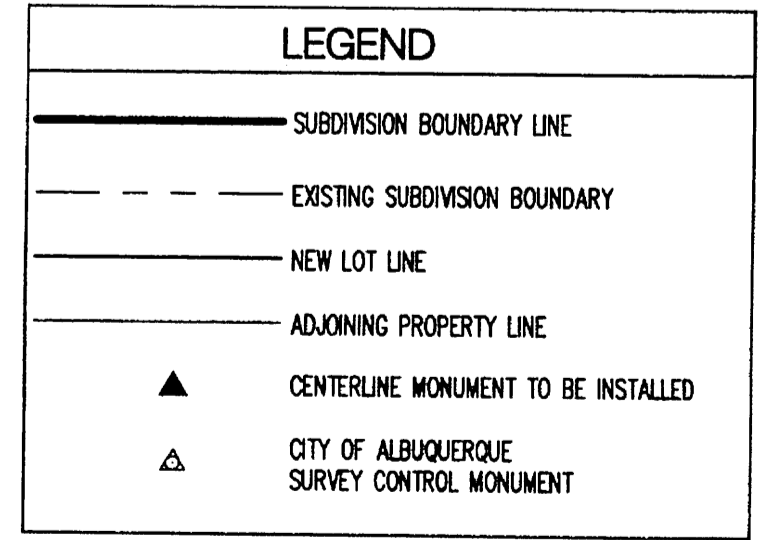 LEGEND
SUBDIVISION BOUNDARY LINE
EXISTING SUBDIVISION BOUNDARY
NEW LOT LINE
ADJOINING PROPERTY LINE
CENTERLINE MONUMENT TO BE INSTALLED
CITY OF ALBUQUERQUE
SURVEY CONTROL MONUMENT